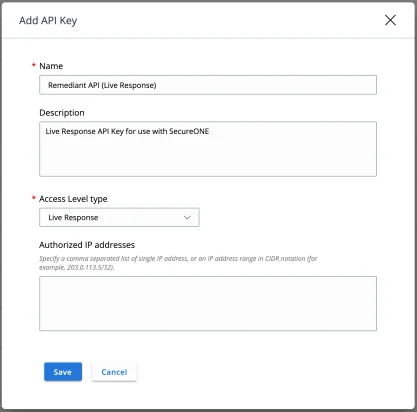 Add API Key
* Name
Remediant API (Live Response)
Description
Live Response API Key for use with SecureONE
* Access Level type
Live Response
Authorized IP addresses
Specify a comma separated list of single IP address, or an IP address range in CIDR notation (for
example, 203.0.113.5/32).
Save
Cancel